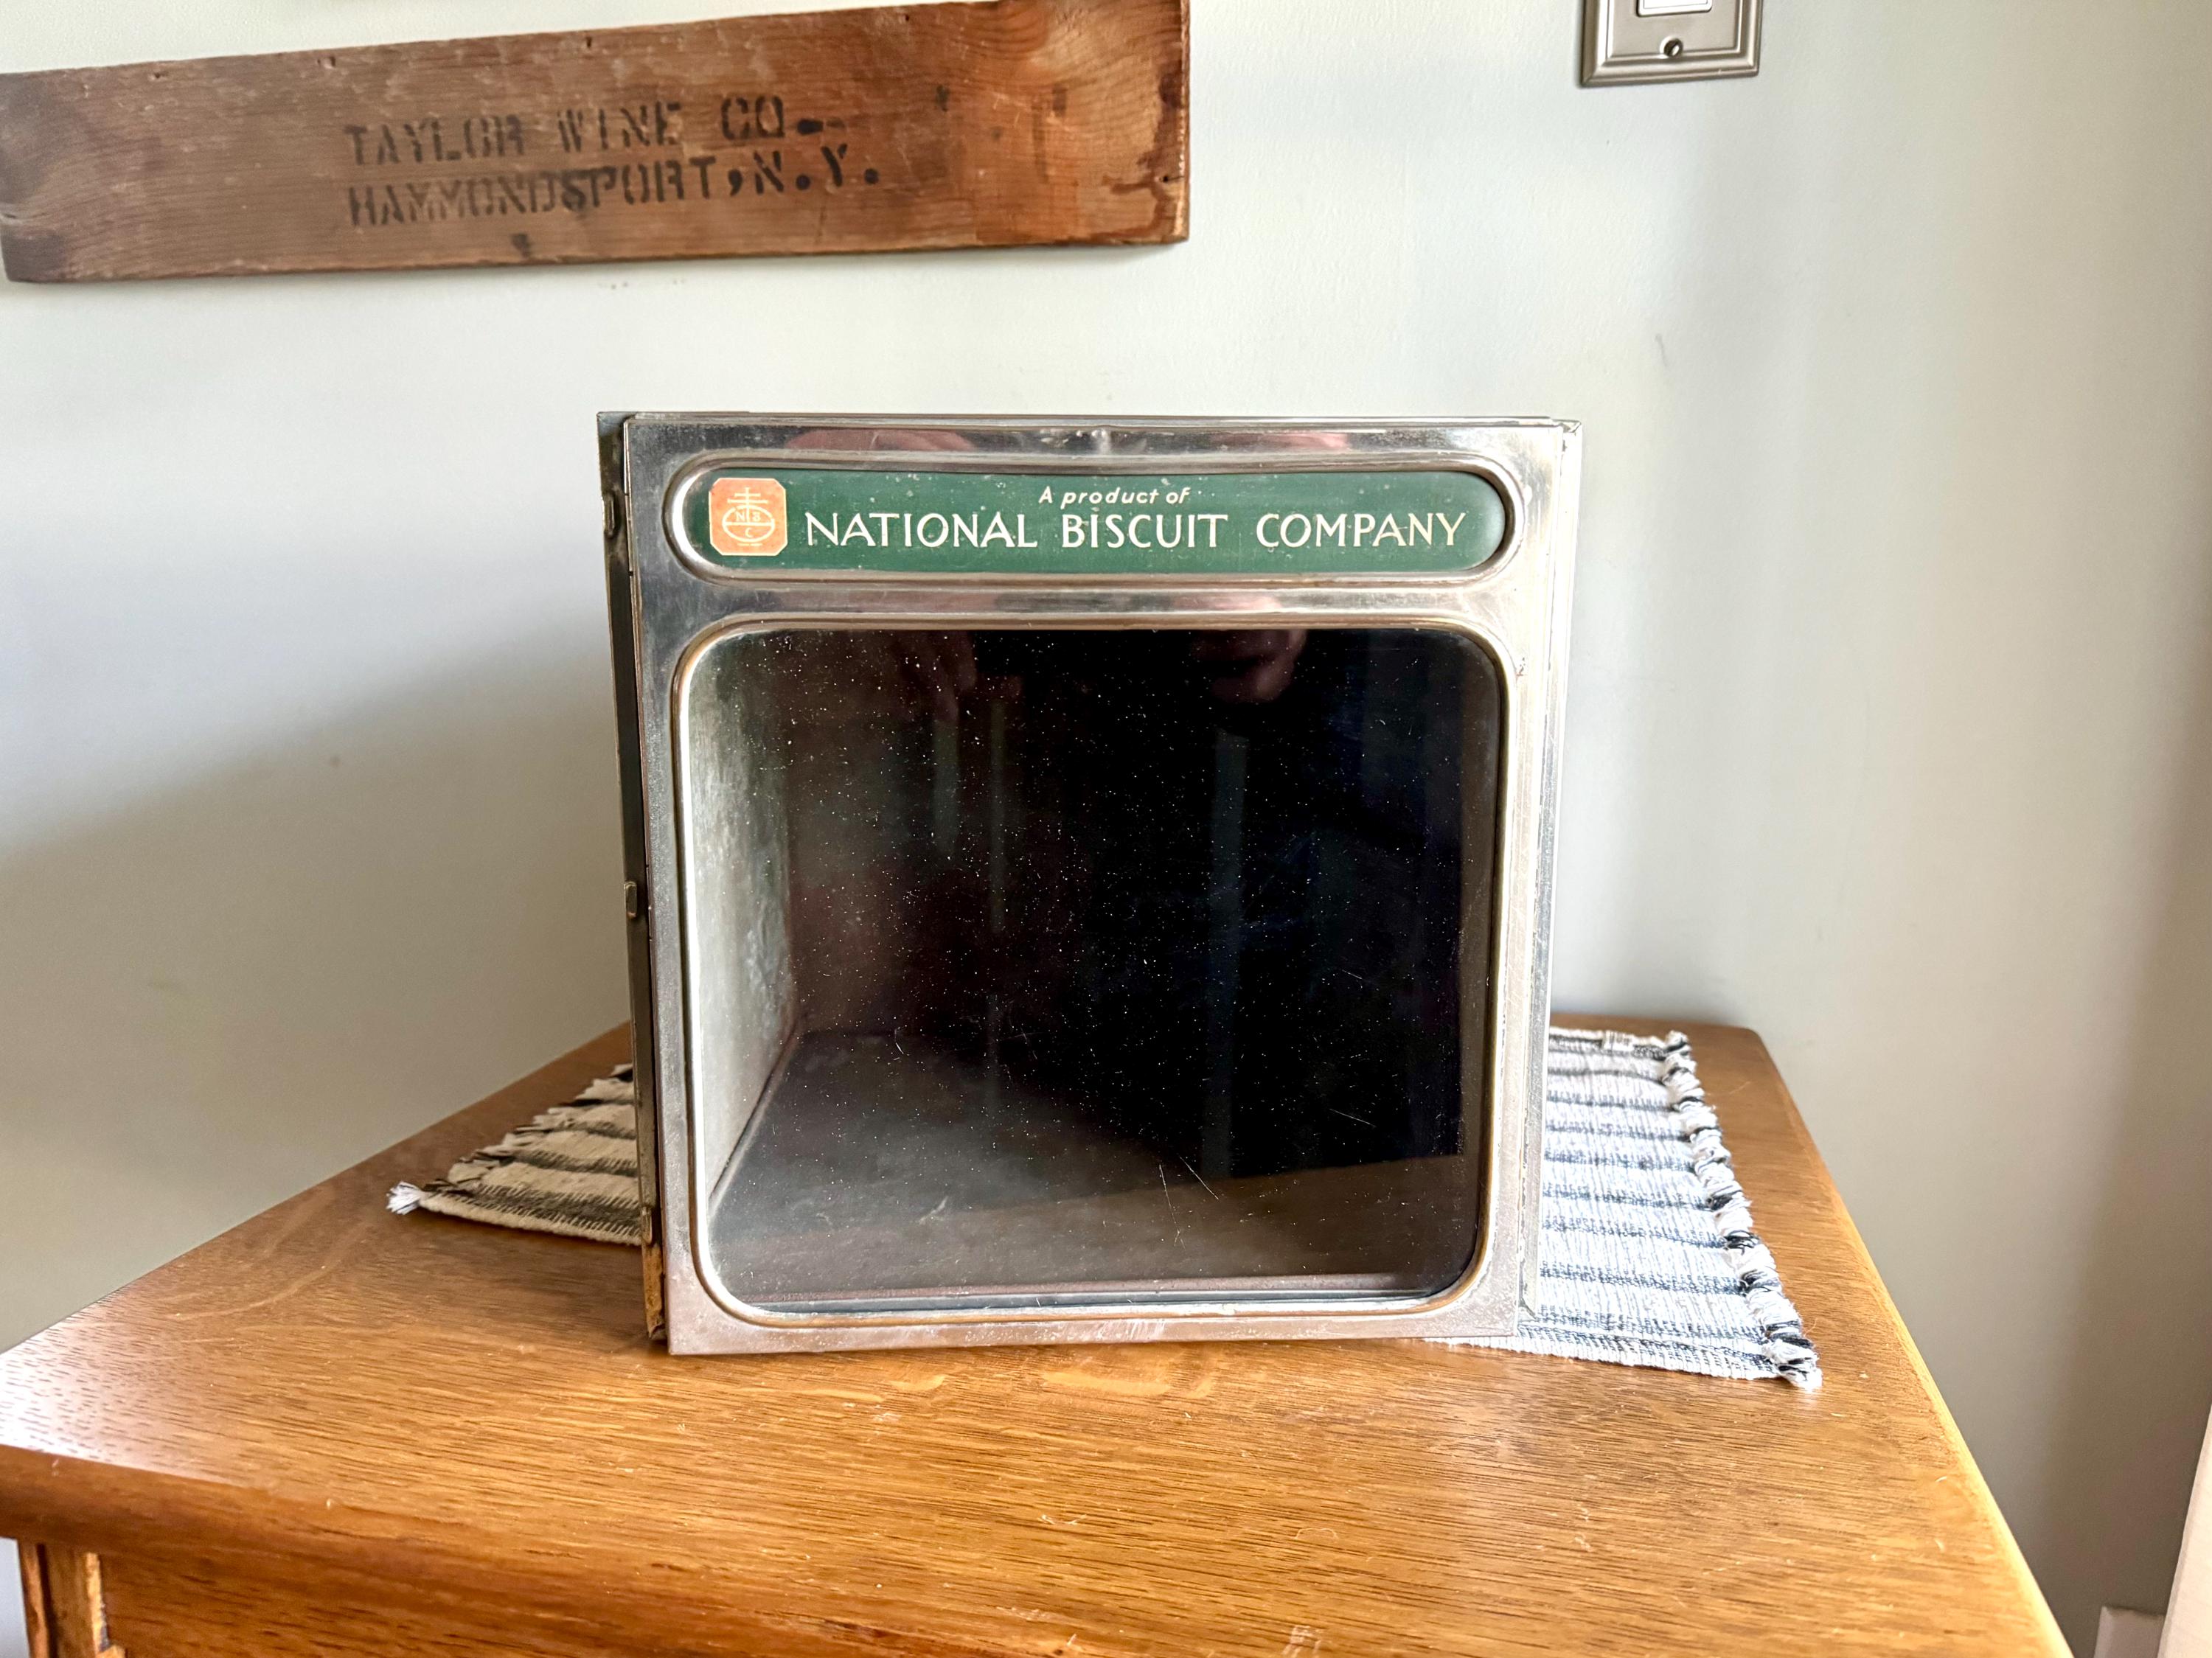 TAYLOR WINE CO.
HAMMONDSPORT, N.Y.
A product of
NATIONAL BISCUIT COMPANY
N B
C